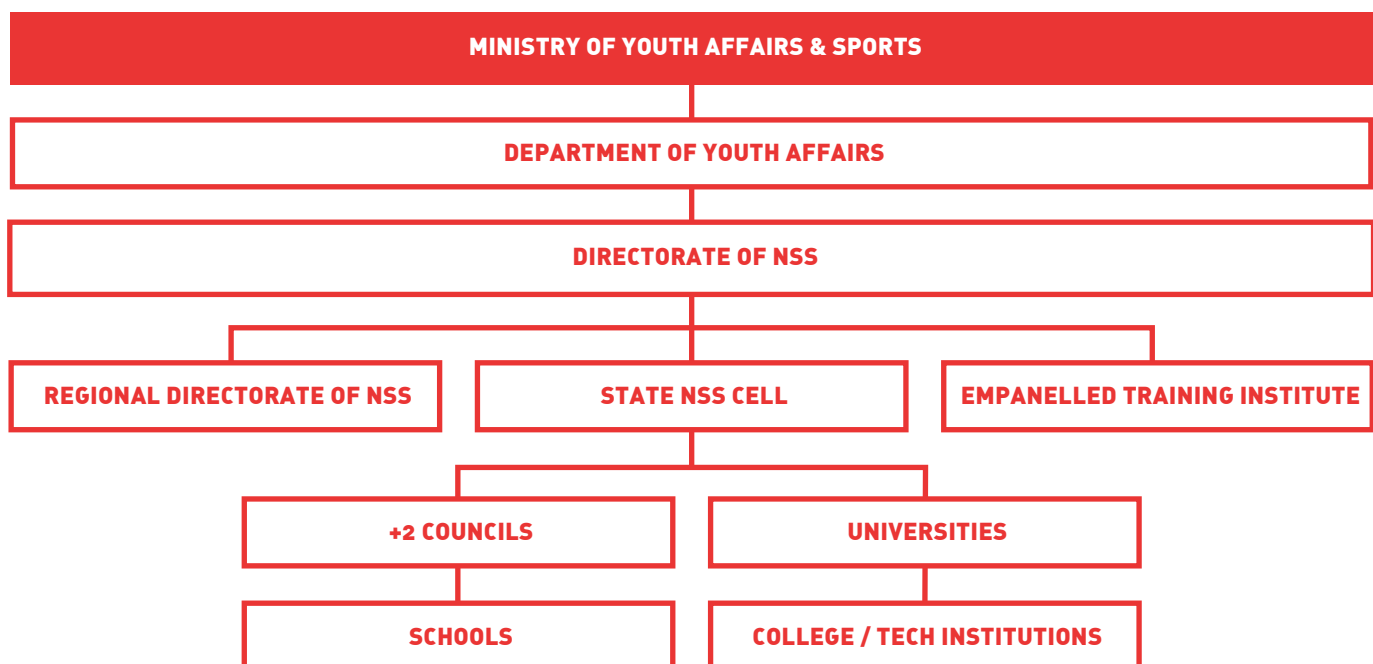 MINISTRY OF YOUTH AFFAIRS & SPORTS
DEPARTMENT OF YOUTH AFFAIRS
DIRECTORATE OF NSS
REGIONAL DIRECTORATE OF NSS
STATE NSS CELL
EMPANELLED TRAINING INSTITUTE
+2 COUNCILS
UNIVERSITIES
SCHOOLS
COLLEGE / TECH INSTITUTIONS